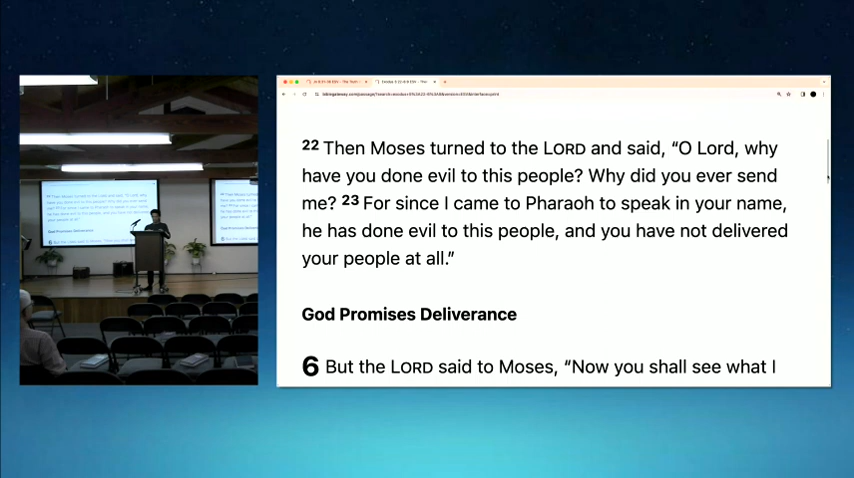 22 Then Moses turned to the LORD and said, “O Lord, why
have you done evil to this people? Why did you ever send
me? 23 For since I came to Pharaoh to speak in your name,
he has done evil to this people, and you have not delivered
your people at all.”
God Promises Deliverance
6 But the LORD said to Moses, “Now you shall see what I
God Promises Deliverance